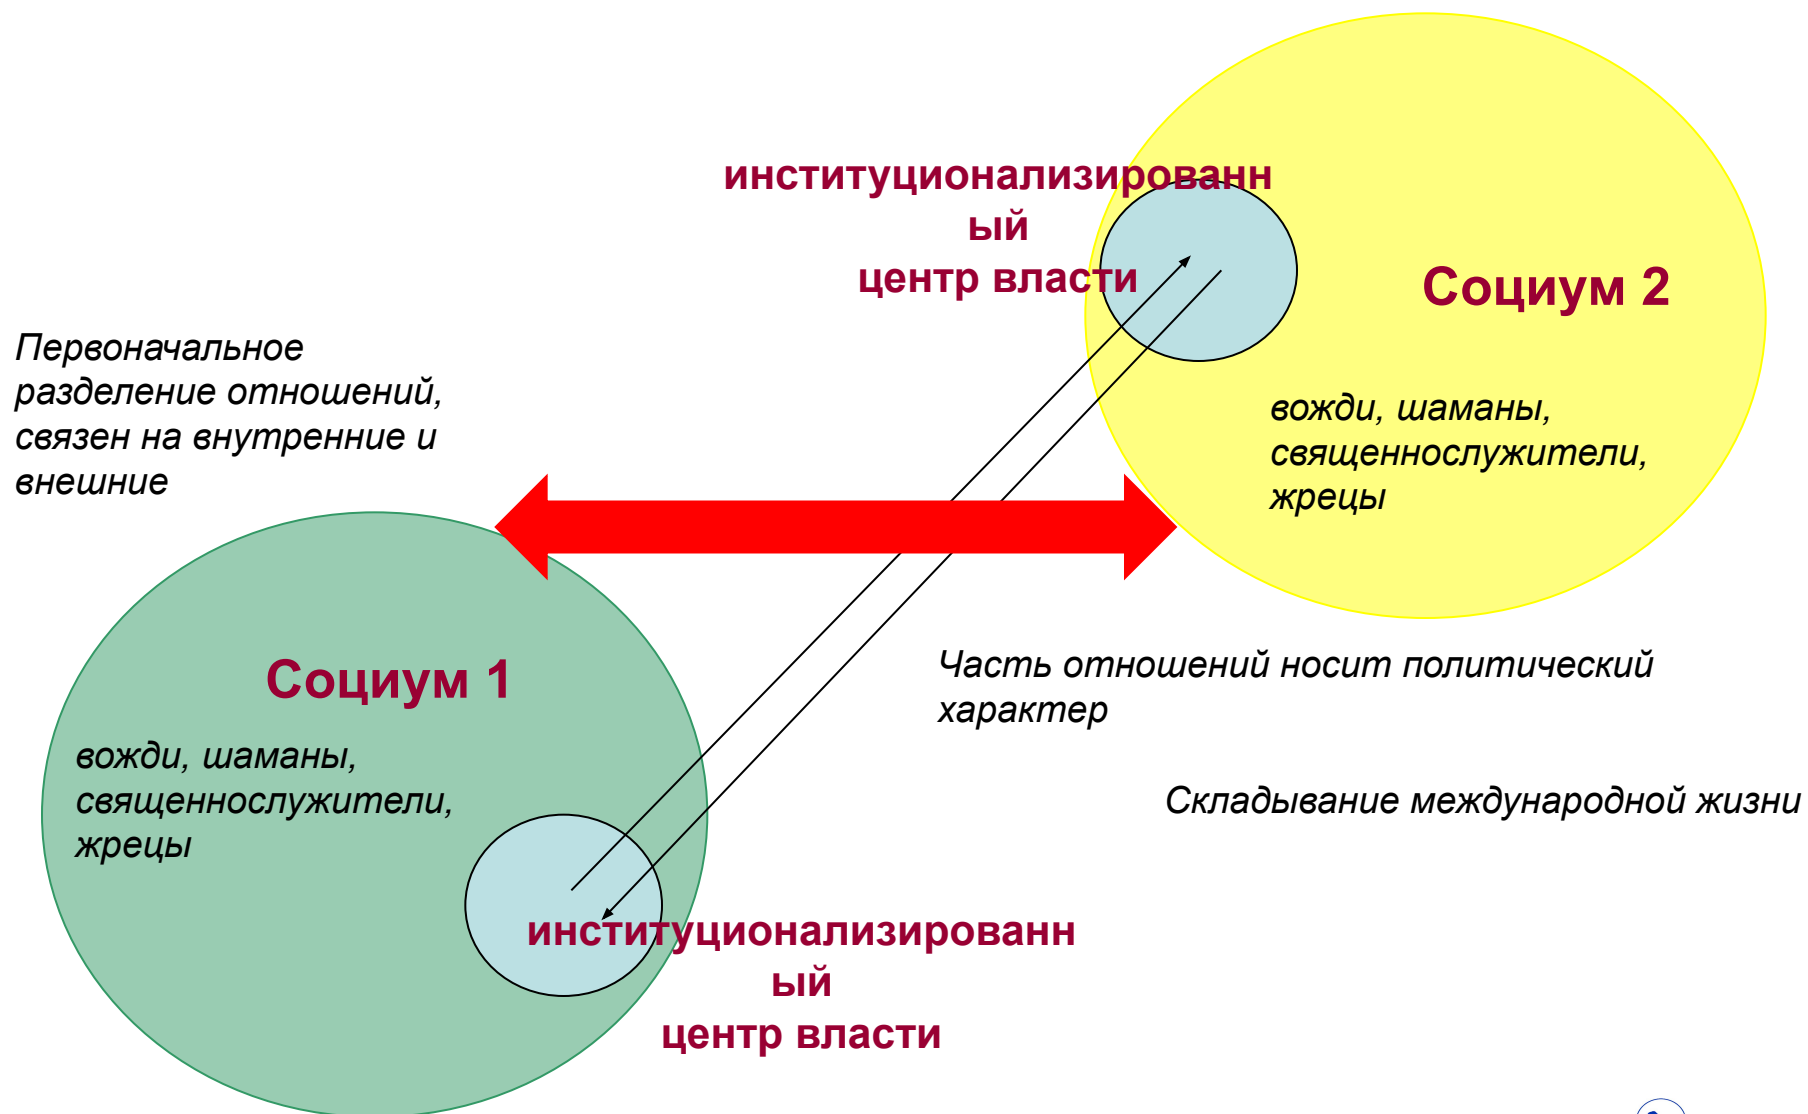 институционализированн
ый
центр власти
Социум 2
Первоначальное
разделение отношений,
связен на внутренние и
внешние
вожди, шаманы,
священнослужители,
жрецы
Социум 1
Часть отношений носит политический
характер
вожди, шаманы,
священнослужители,
жрецы
Складывание международной жизни
институционализированн
ый
центр власти